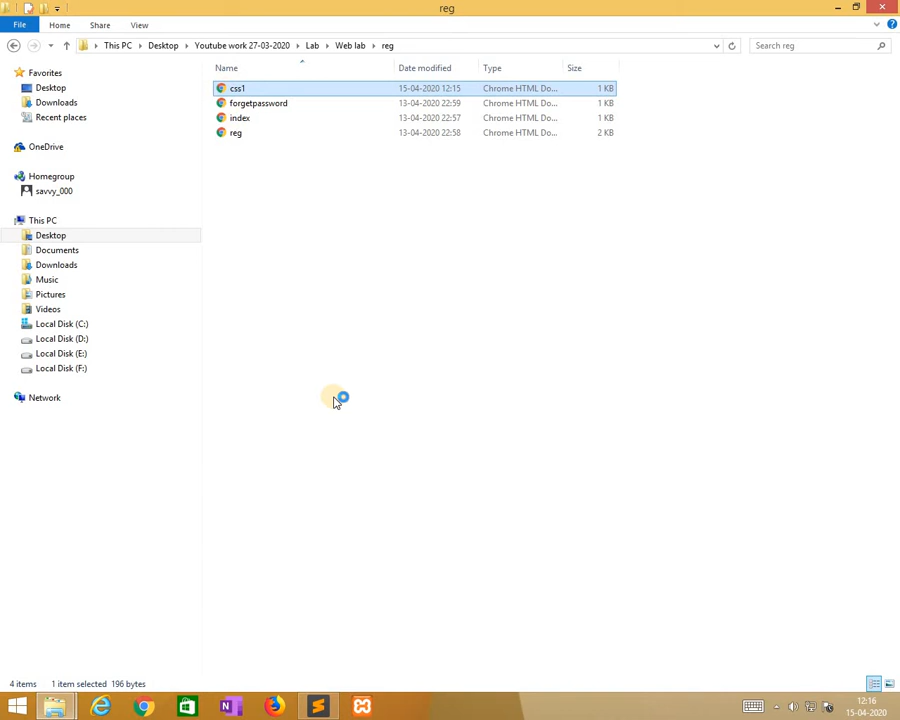 reg
File Home Share View
This PC Desktop Youtube work 27-03-2020 Lab Web lab reg Search reg
Name Date modified Type Size
css1 15-04-2020 12:15 Chrome HTML Do... 1 KB
forgetpassword 13-04-2020 22:59 Chrome HTML Do... 1 KB
index 13-04-2020 22:57 Chrome HTML Do... 1 KB
reg 13-04-2020 22:58 Chrome HTML Do... 2 KB
Favorites
Desktop
Downloads
Recent places
OneDrive
Homegroup
savvy_000
This PC
Desktop
Documents
Downloads
Music
Pictures
Videos
Local Disk (C:)
Local Disk (D:)
Local Disk (E:)
Local Disk (F:)
Network
4 items 1 item selected 196 bytes
12:16
15-04-2020